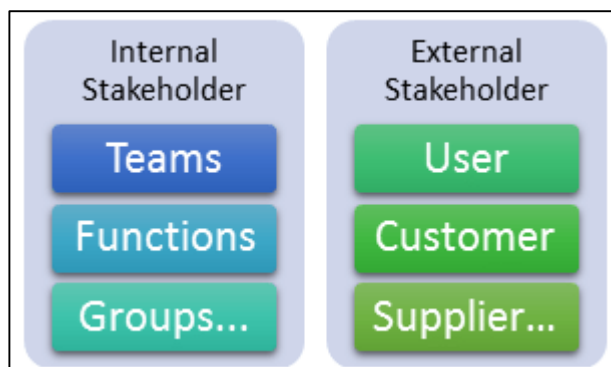 Internal
Stakeholder
Teams
Functions
Groups...
External
Stakeholder
User
Customer
Supplier...